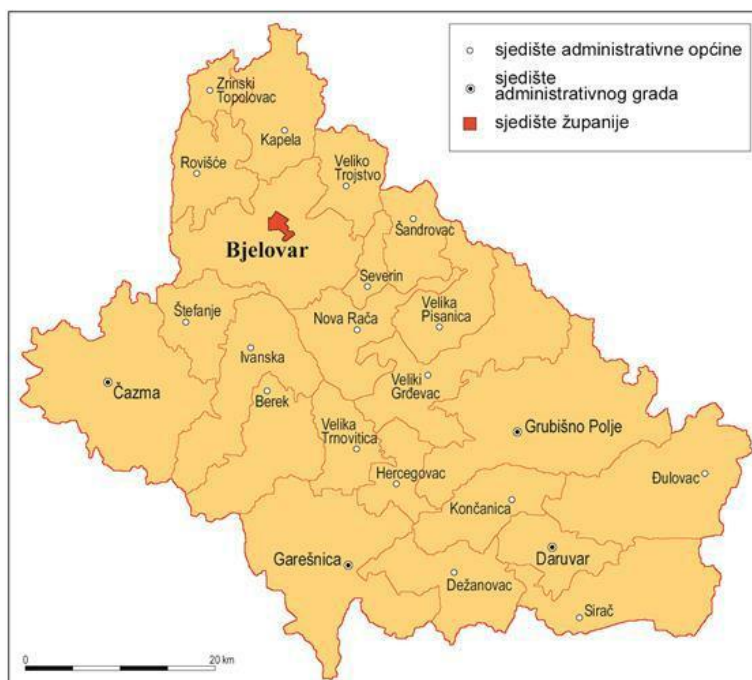 sjedište administrativne općine
sjedište
administrativnog grada
sjedište županije
Zrinski
Topolovac
Kapela
Rovišće
Veliko
Trojstvo
Šandrovac
Bjelovar
Severin
Štefanje
Nova Rača
Velika
Pisanica
Ivanska
Čazma
Berek
Veliki
Grđevac
Velika
Trnovitica
Grubišno Polje
Hercegovac
Đulovac
Končanica
Garešnica
Daruvar
Dežanovac
Sirač
0
20 km